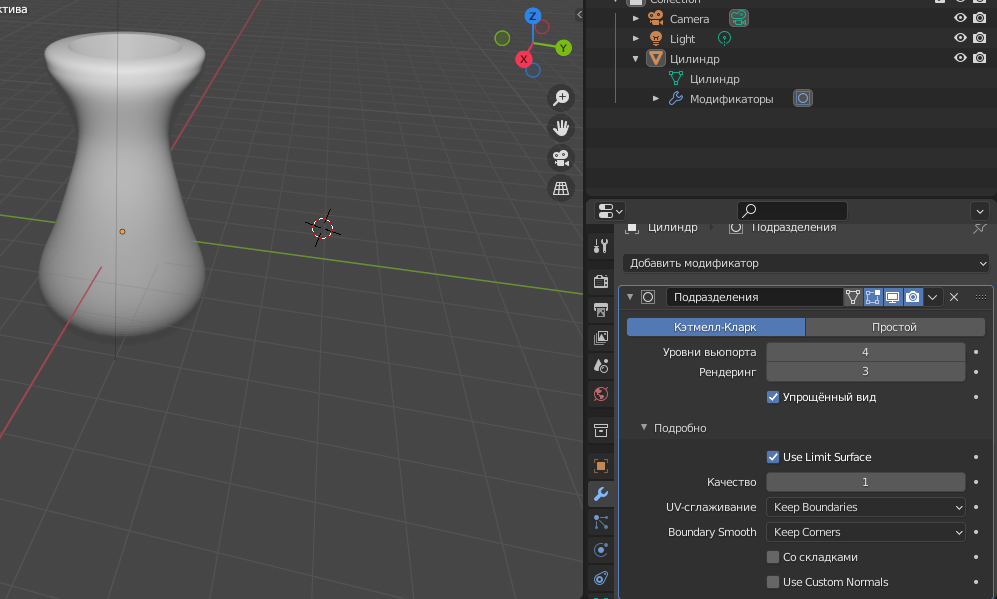 ктива
Z
Y
X
Collection
Camera
Light
Цилиндр
Цилиндр
Модификаторы
Цилиндр
Подразделения
Добавить модификатор
Подразделения
Кэтмелл-Кларк
Простой
Уровни вьюпорта
4
Рендеринг
3
Упрощённый вид
Подробно
Use Limit Surface
Качество
1
UV-сглаживание
Keep Boundaries
Boundary Smooth
Keep Corners
Со складками
Use Custom Normals